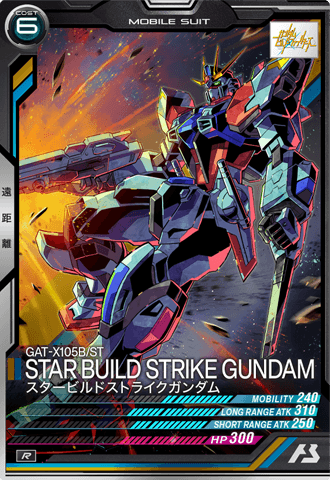 COST
6
MOBILE SUIT
遠距離
GAT-X105B/ST
STAR BUILD STRIKE GUNDAM
スタービルドストライクガンダム
MOBILITY 240
LONG RANGE ATK 310
SHORT RANGE ATK 250
HP 300
R